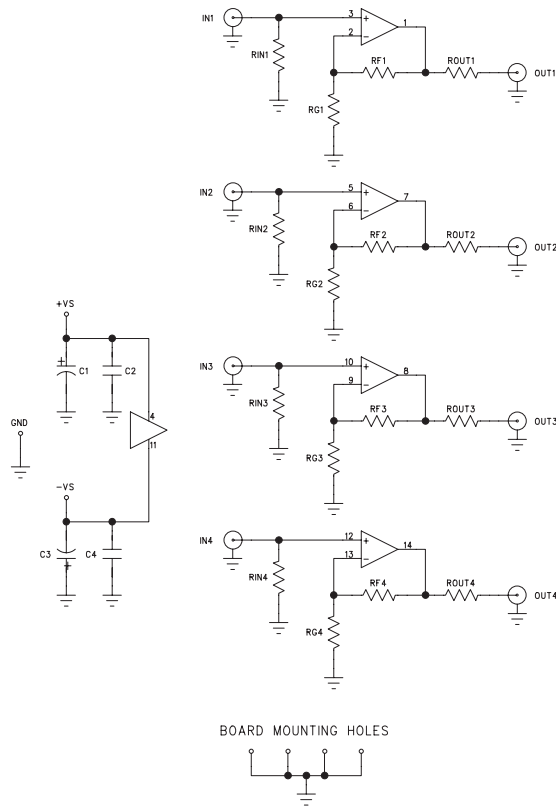 IN1
3
+
1
2
−
RIN1
RF1
ROUT1
OUT1
RG1
IN2
5
+
7
6
−
RIN2
RF2
ROUT2
OUT2
RG2
+VS
+
C1
C2
GND
4
11
−VS
C3
C4
+
IN3
10
+
8
9
−
RIN3
RF3
ROUT3
OUT3
RG3
IN4
12
+
14
13
−
RIN4
RF4
ROUT4
OUT4
RG4
BOARD MOUNTING HOLES